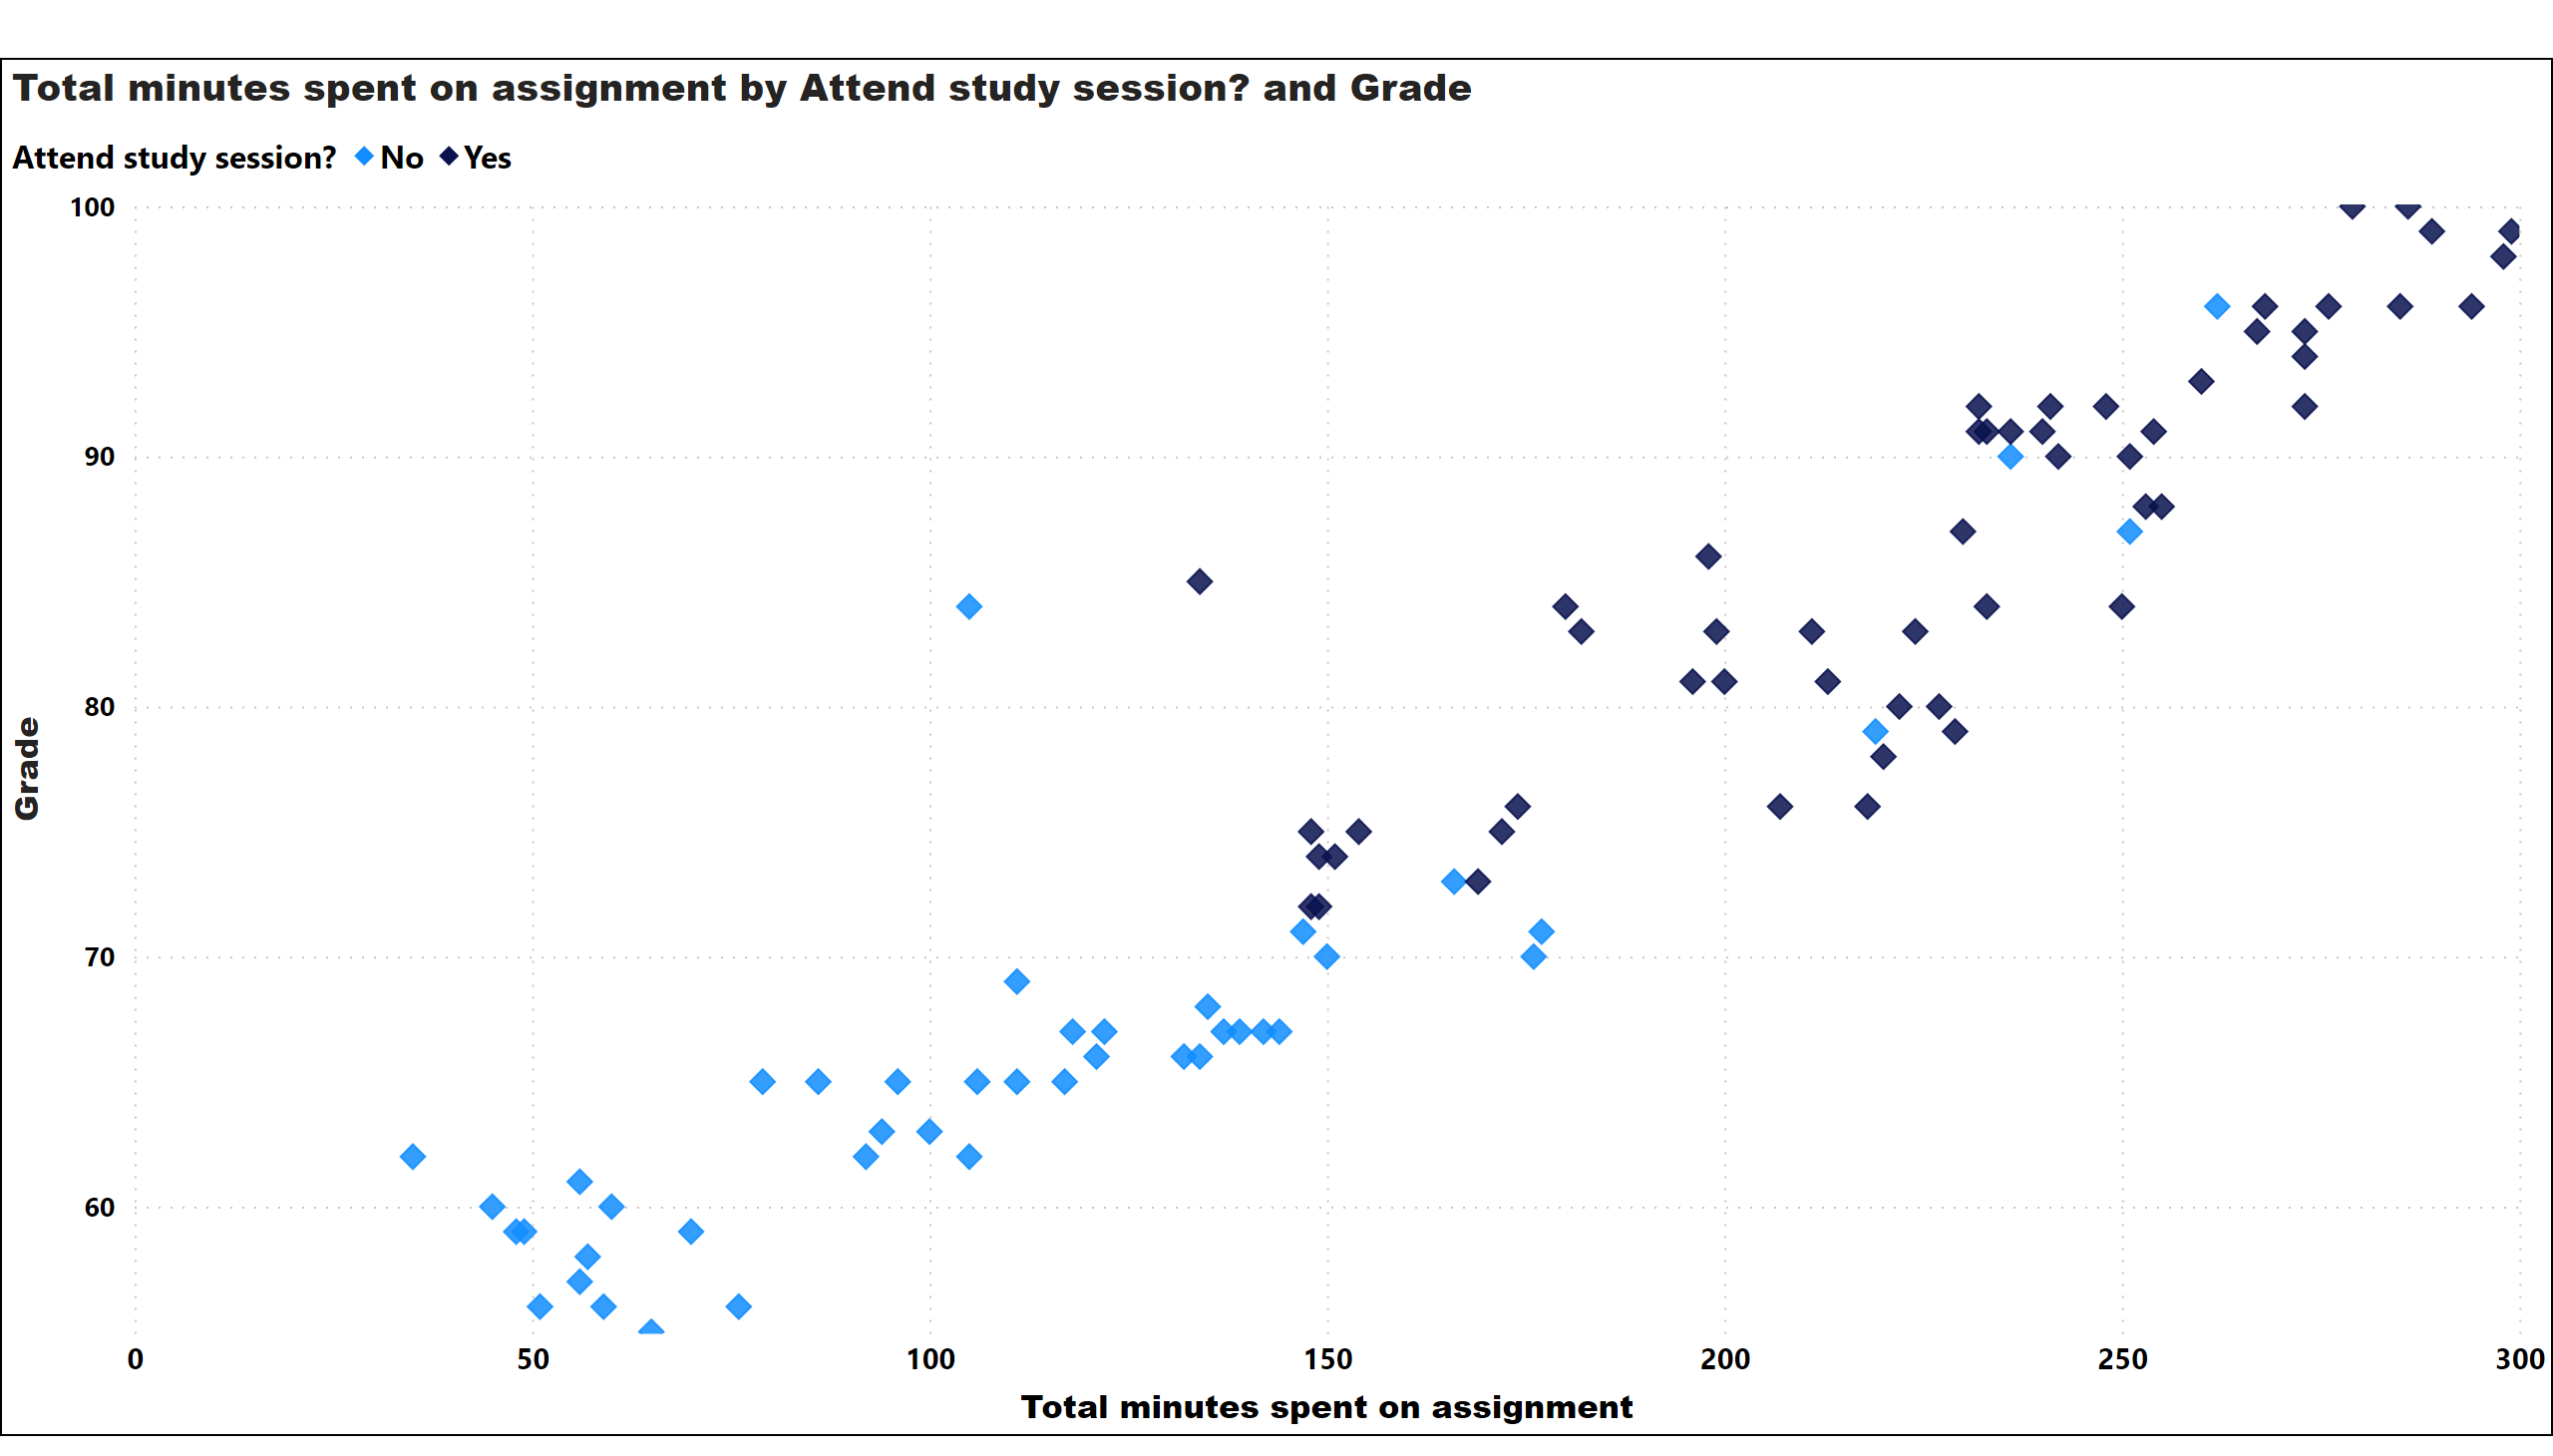 Total minutes spent on assignment by Attend study session? and Grade
Attend study session? No Yes
100
90
80
70
60
Grade
0 50 100 150 200 250 300
Total minutes spent on assignment